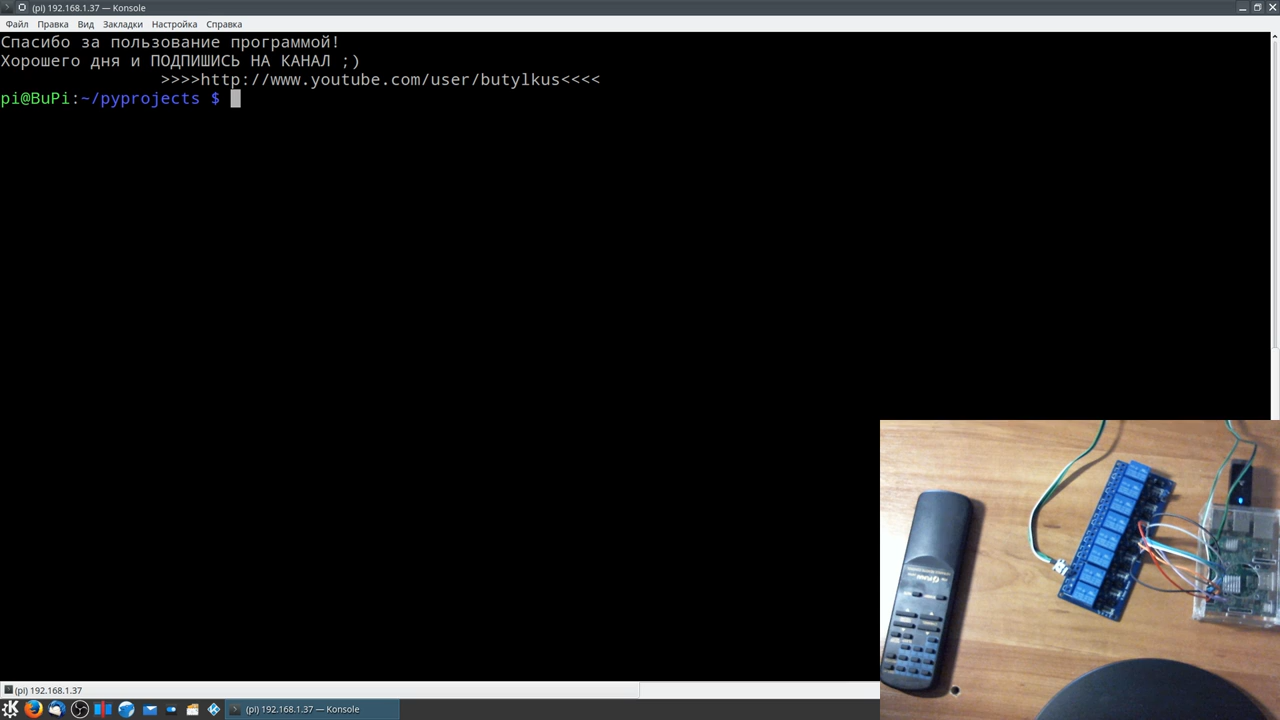 (pi) 192.168.1.37 — Konsole
Файл Правка Вид Закладки Настройка Справка
Спасибо за пользование программой!
Хорошего дня и ПОДПИШИСЬ НА КАНАЛ ;)
>>>>http://www.youtube.com/user/butylkus<<<<
pi@BuPi:~/pyprojects $
(pi) 192.168.1.37
(pi) 192.168.1.37 — Konsole